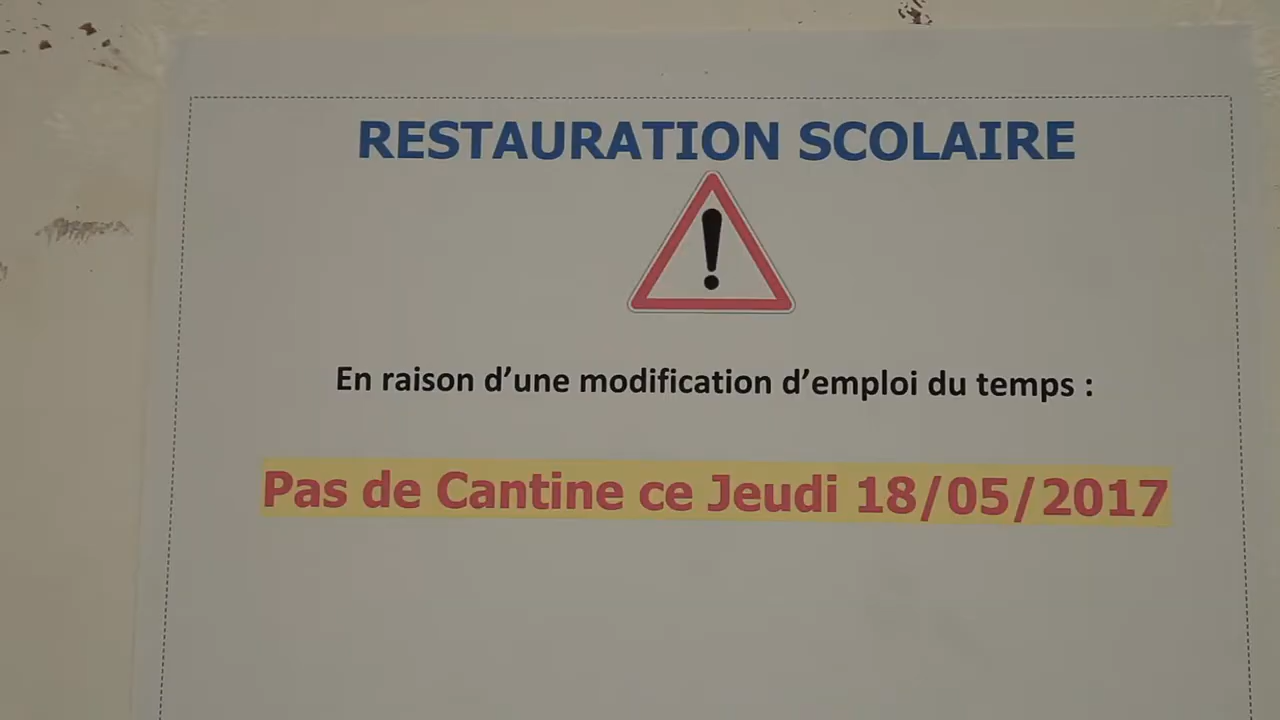 RESTAURATION SCOLAIRE
En raison d’une modification d’emploi du temps :
Pas de Cantine ce Jeudi 18/05/2017